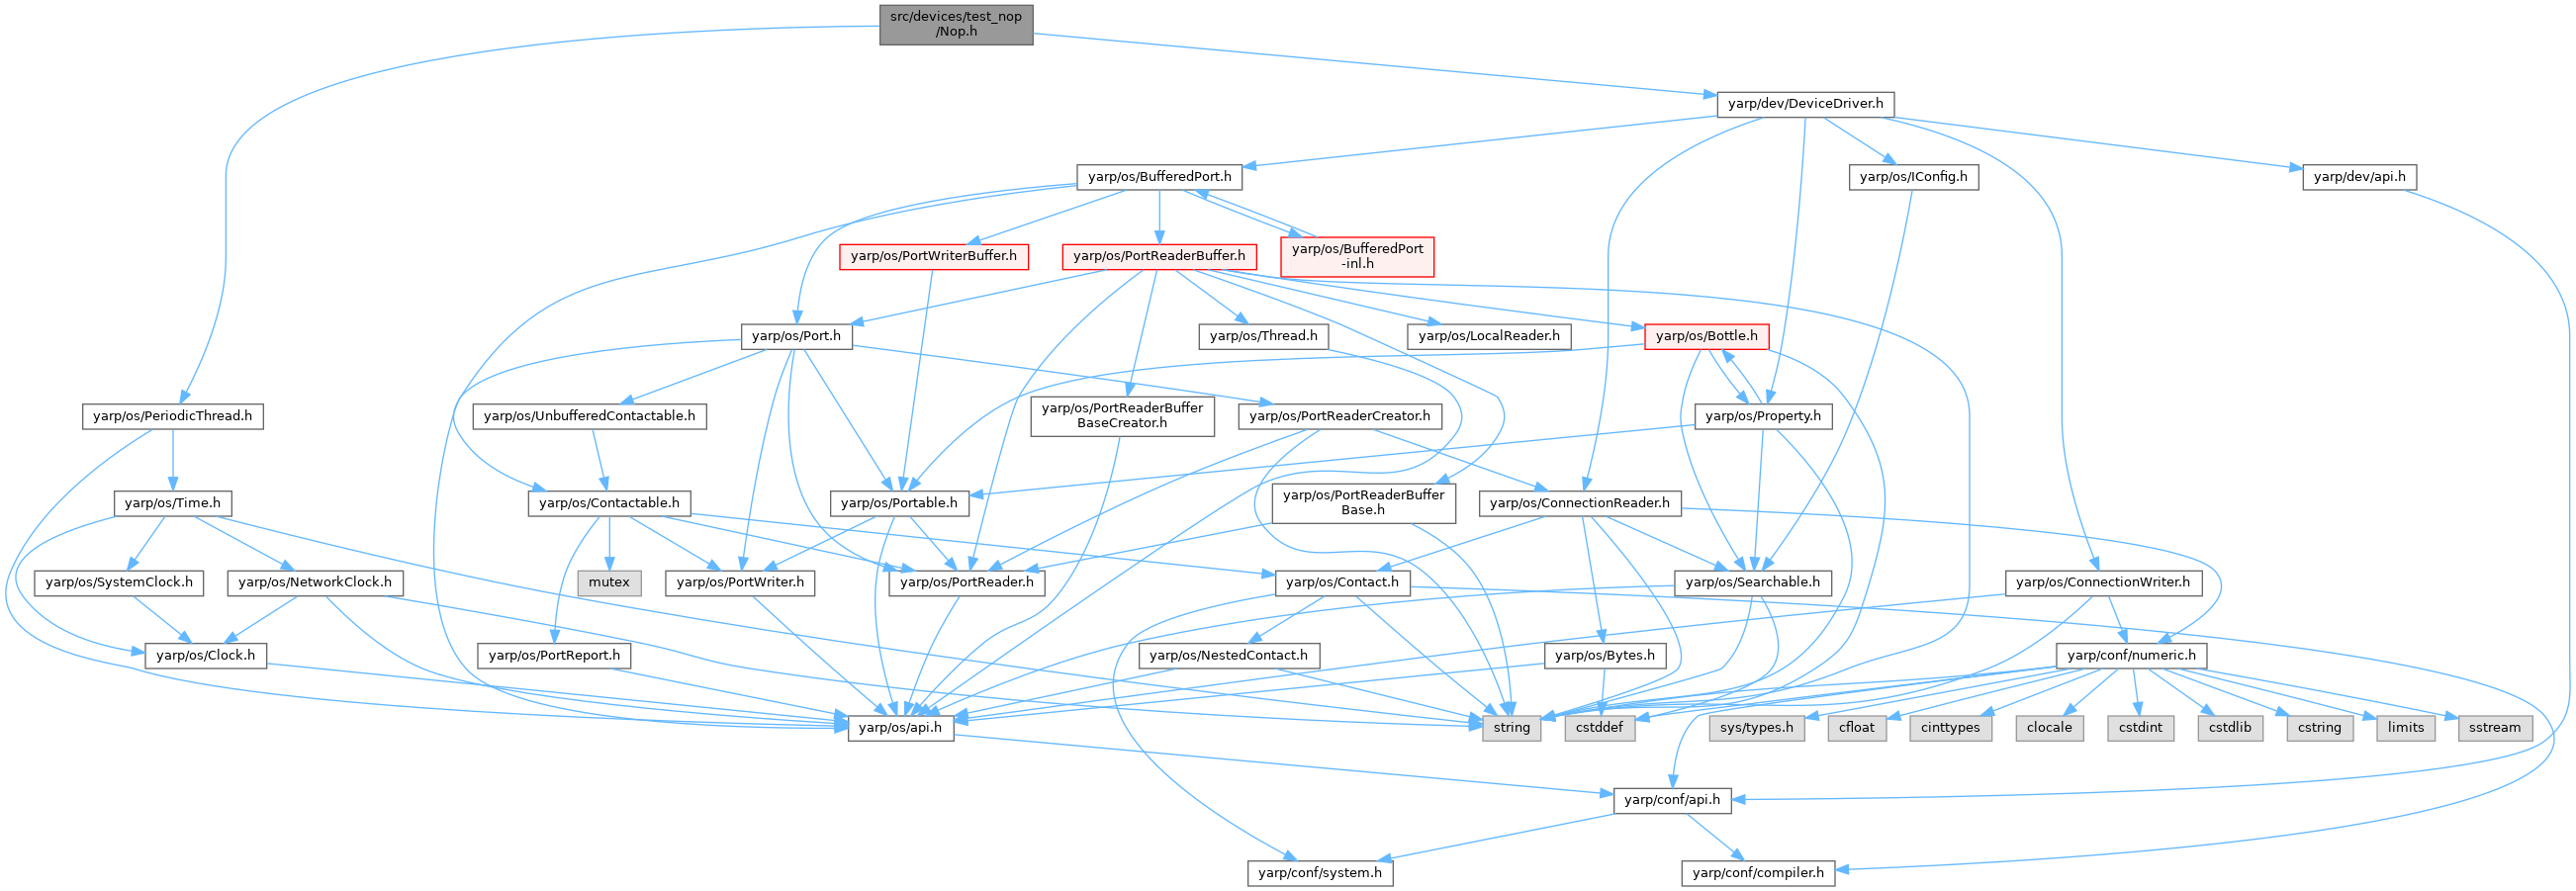 src/devices/test_nop
/Nop.h
yarp/dev/DeviceDriver.h
yarp/os/BufferedPort.h
yarp/os/IConfig.h
yarp/dev/api.h
yarp/os/PortWriterBuffer.h
yarp/os/PortReaderBuffer.h
yarp/os/BufferedPort
-inl.h
yarp/os/Port.h
yarp/os/Thread.h
yarp/os/LocalReader.h
yarp/os/Bottle.h
yarp/os/PeriodicThread.h
yarp/os/UnbufferedContactable.h
yarp/os/PortReaderBuffer
BaseCreator.h
yarp/os/PortReaderCreator.h
yarp/os/Property.h
yarp/os/Time.h
yarp/os/Contactable.h
yarp/os/Portable.h
yarp/os/PortReaderBuffer
Base.h
yarp/os/ConnectionReader.h
yarp/os/SystemClock.h
yarp/os/NetworkClock.h
mutex
yarp/os/PortWriter.h
yarp/os/PortReader.h
yarp/os/Contact.h
yarp/os/Searchable.h
yarp/os/ConnectionWriter.h
yarp/os/Clock.h
yarp/os/PortReport.h
yarp/os/NestedContact.h
yarp/os/Bytes.h
yarp/conf/numeric.h
yarp/os/api.h
string
cstddef
sys/types.h
cfloat
cinttypes
clocale
cstdint
cstdlib
cstring
limits
sstream
yarp/conf/api.h
yarp/conf/system.h
yarp/conf/compiler.h